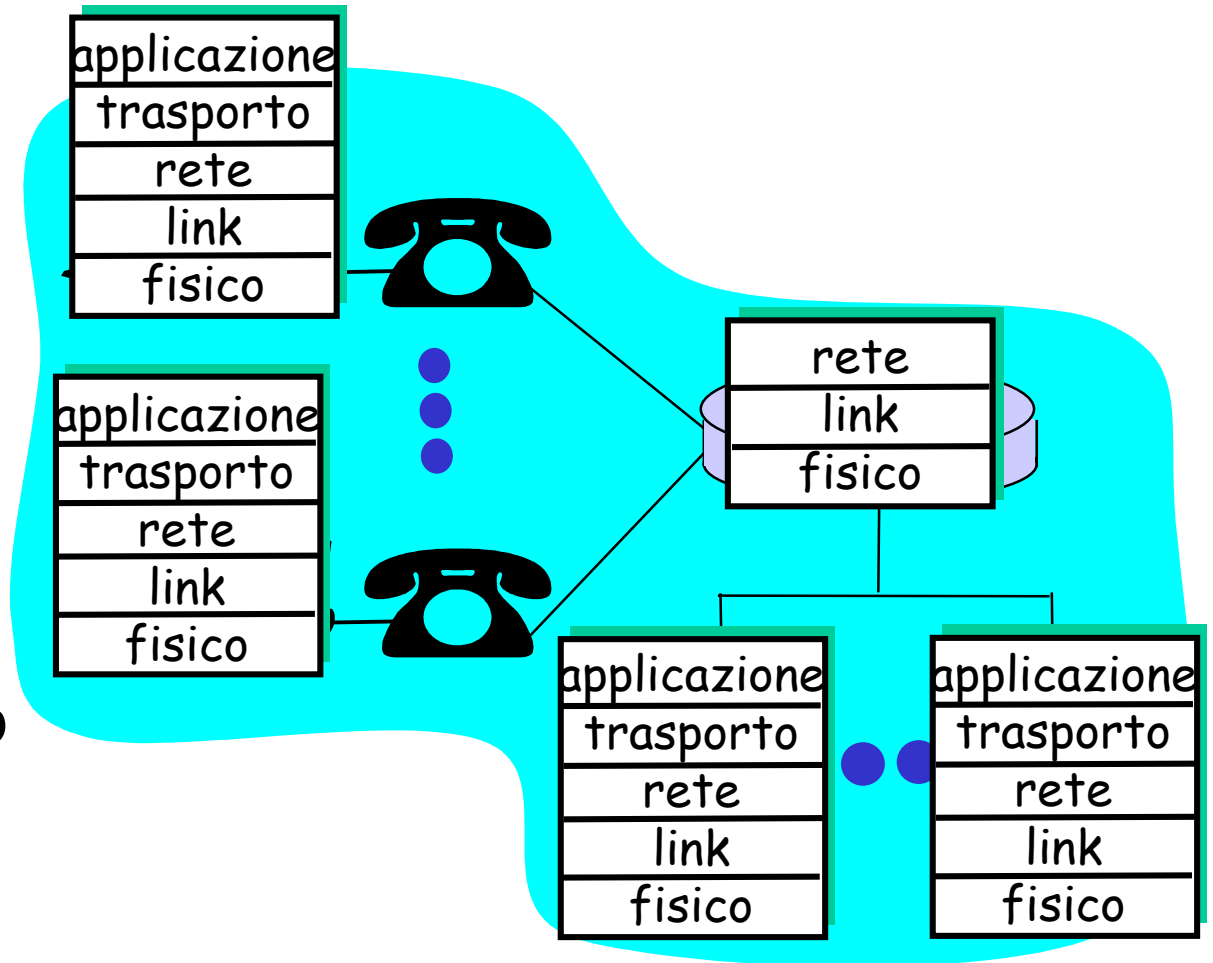 applicazione
trasporto
rete
link
fisico
applicazione
trasporto
rete
link
fisico
rete
link
fisico
applicazione
trasporto
rete
link
fisico
applicazione
trasporto
rete
link
fisico